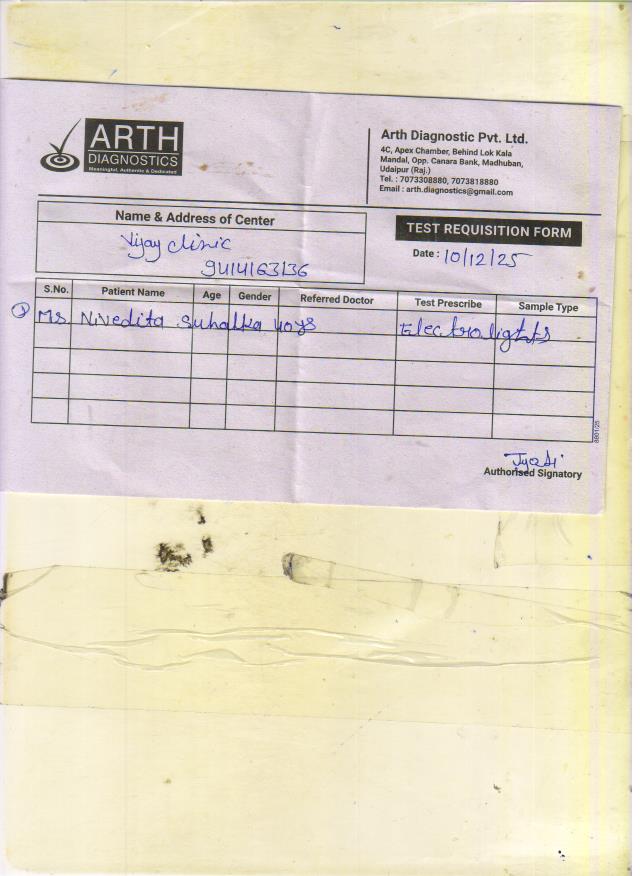 ARTH
DIAGNOSTICS
Meaningful, Authentic & Dedicated
Arth Diagnostic Pvt. Ltd.
4C, Apex Chamber, Behind Lok Kala
Mandal, Opp. Canara Bank, Madhuban,
Udaipur (Raj.)
Tel. : 7073308880, 7073818880
Email : arth.diagnostics@gmail.com
Name & Address of Center
Vijay clinic
9414163136
TEST REQUISITION FORM
Date : 10/12/25
S.No. Patient Name Age Gender Referred Doctor Test Prescribe Sample Type
Ms. Nivedita Suhalka 40ys Electrolights
Jyoti
Authorised Signatory